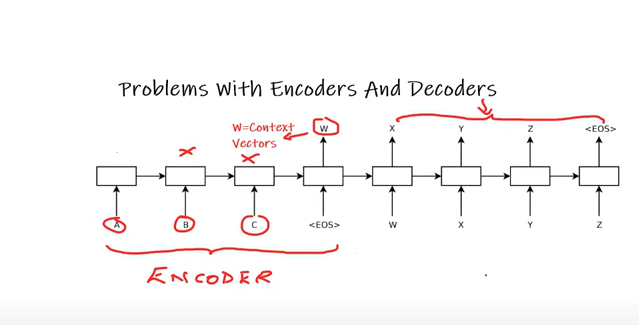 Problems With Encoders And Decoders
W=Context
Vectors
W X Y Z <EOS>
A B C <EOS> W X Y Z
ENCODER